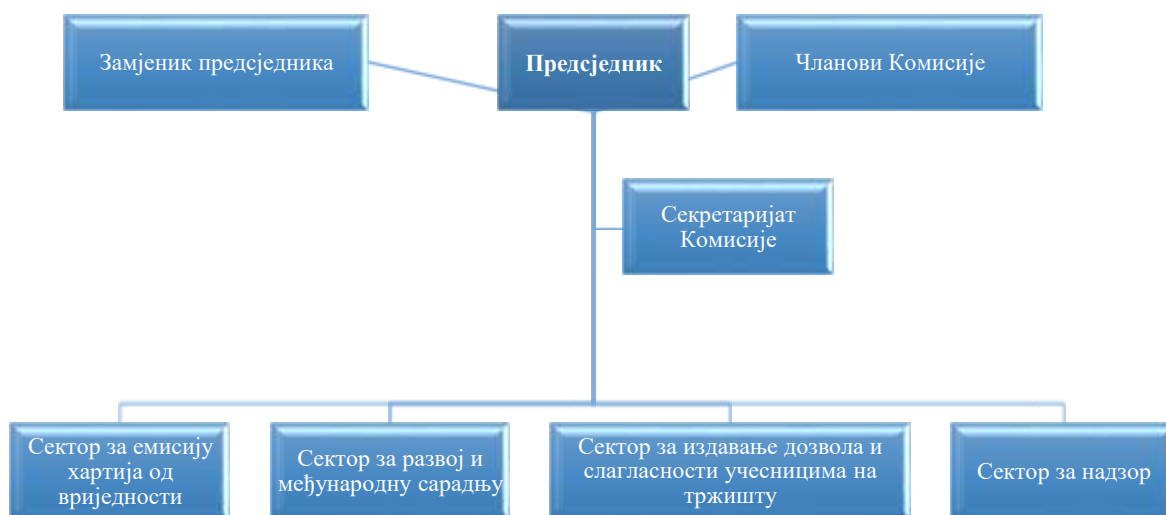 Замјеник предсједника
Предсједник
Чланови Комисије
Секретаријат
Комисије
Сектор за емисију
хартија од
вриједности
Сектор за развој и
међународну сарадњу
Сектор за издавање дозвола и
слагласности учесницима на
тржишту
Сектор за надзор